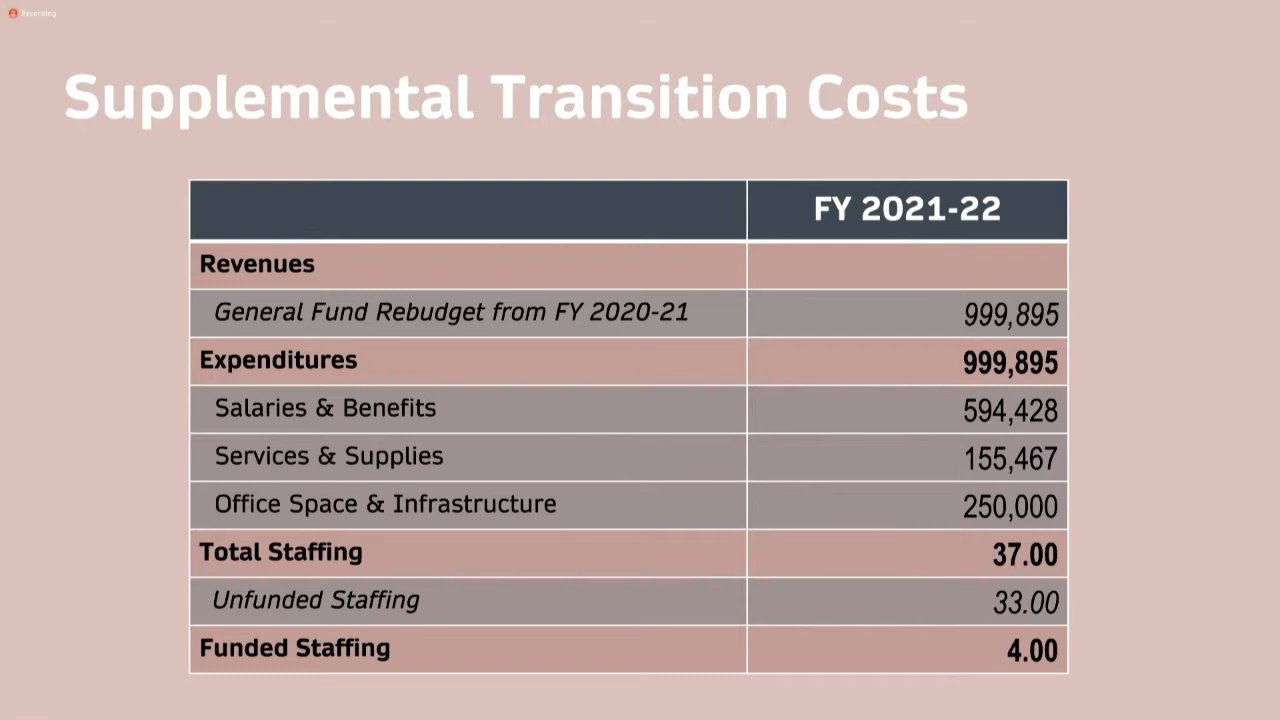 Recording
Supplemental Transition Costs
FY 2021-22
Revenues
General Fund Rebudget from FY 2020-21 999,895
Expenditures 999,895
Salaries & Benefits 594,428
Services & Supplies 155,467
Office Space & Infrastructure 250,000
Total Staffing 37.00
Unfunded Staffing 33.00
Funded Staffing 4.00